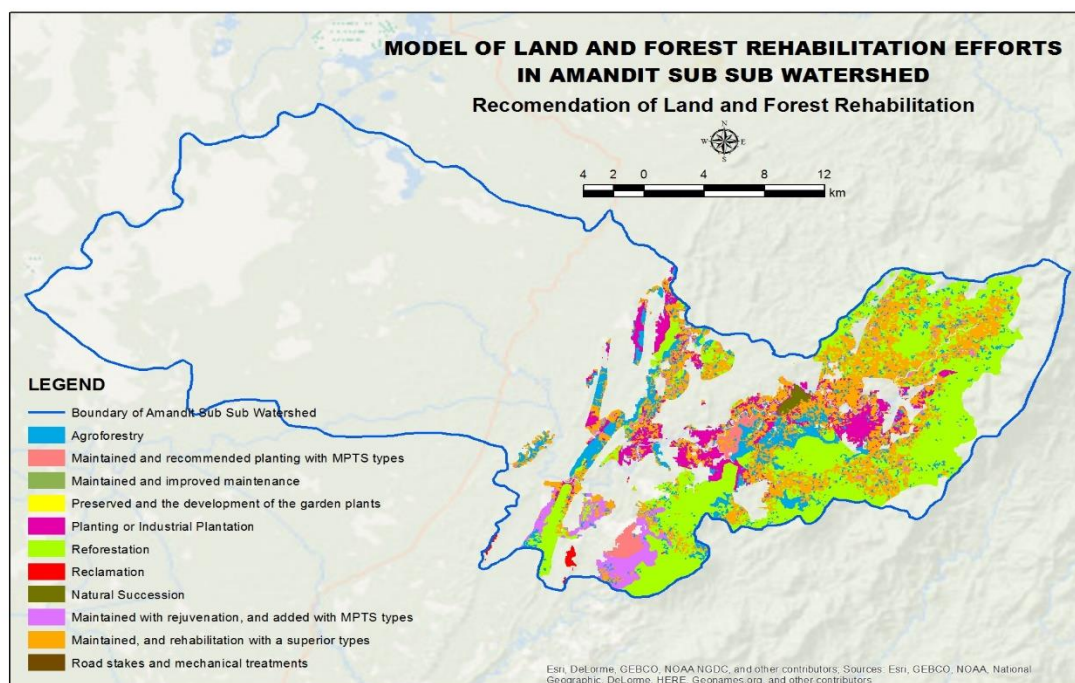 MODEL OF LAND AND FOREST REHABILITATION EFFORTS
IN AMANDIT SUB SUB WATERSHED
Recomendation of Land and Forest Rehabilitation
N
W E
S
4 2 0 4 8 12
km
LEGEND
Boundary of Amandit Sub Sub Watershed
Agroforestry
Maintained and recommended planting with MPTS types
Maintained and improved maintenance
Preserved and the development of the garden plants
Planting or Industrial Plantation
Reforestation
Reclamation
Natural Succession
Maintained with rejuvenation, and added with MPTS types
Maintained, and rehabilitation with a superior types
Road stakes and mechanical treatments
Esri, DeLorme, GEBCO, NOAA NGDC, and other contributors, Sources: Esri, GEBCO, NOAA, National
Geographic, DeLorme, HERE, Geonames.org, and other contributors